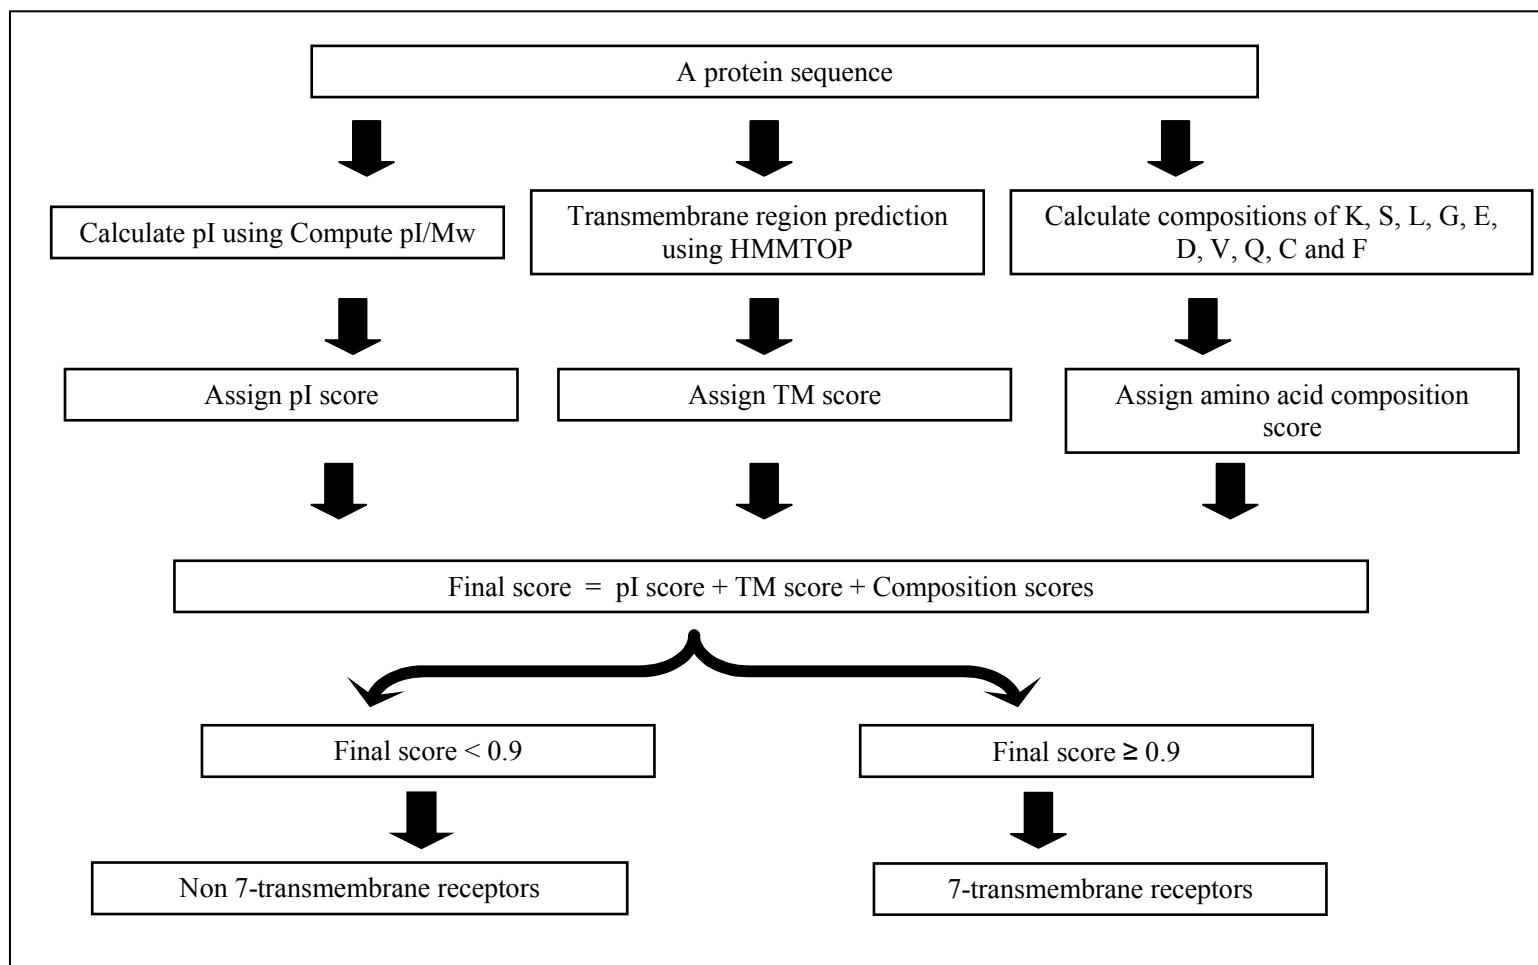 A protein sequence
Calculate pI using Compute pI/Mw
Transmembrane region prediction
using HMMTOP
Calculate compositions of K, S, L, G, E,
D, V, Q, C and F
Assign pI score
Assign TM score
Assign amino acid composition
score
Final score = pI score + TM score + Composition scores
Final score < 0.9
Final score ≥ 0.9
Non 7-transmembrane receptors
7-transmembrane receptors